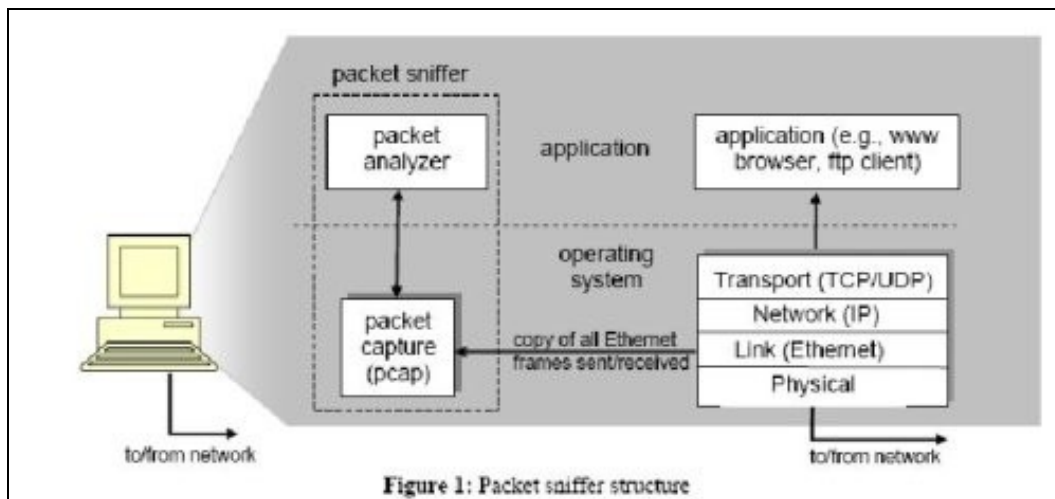 packet sniffer
packet
analyzer
application
application (e.g., www
browser, ftp client)
operating
system
packet
capture
(pcap)
copy of all Ethernet
frames sent/received
Transport (TCP/UDP)
Network (IP)
Link (Ethernet)
Physical
to/from network
to/from network
Figure 1: Packet sniffer structure